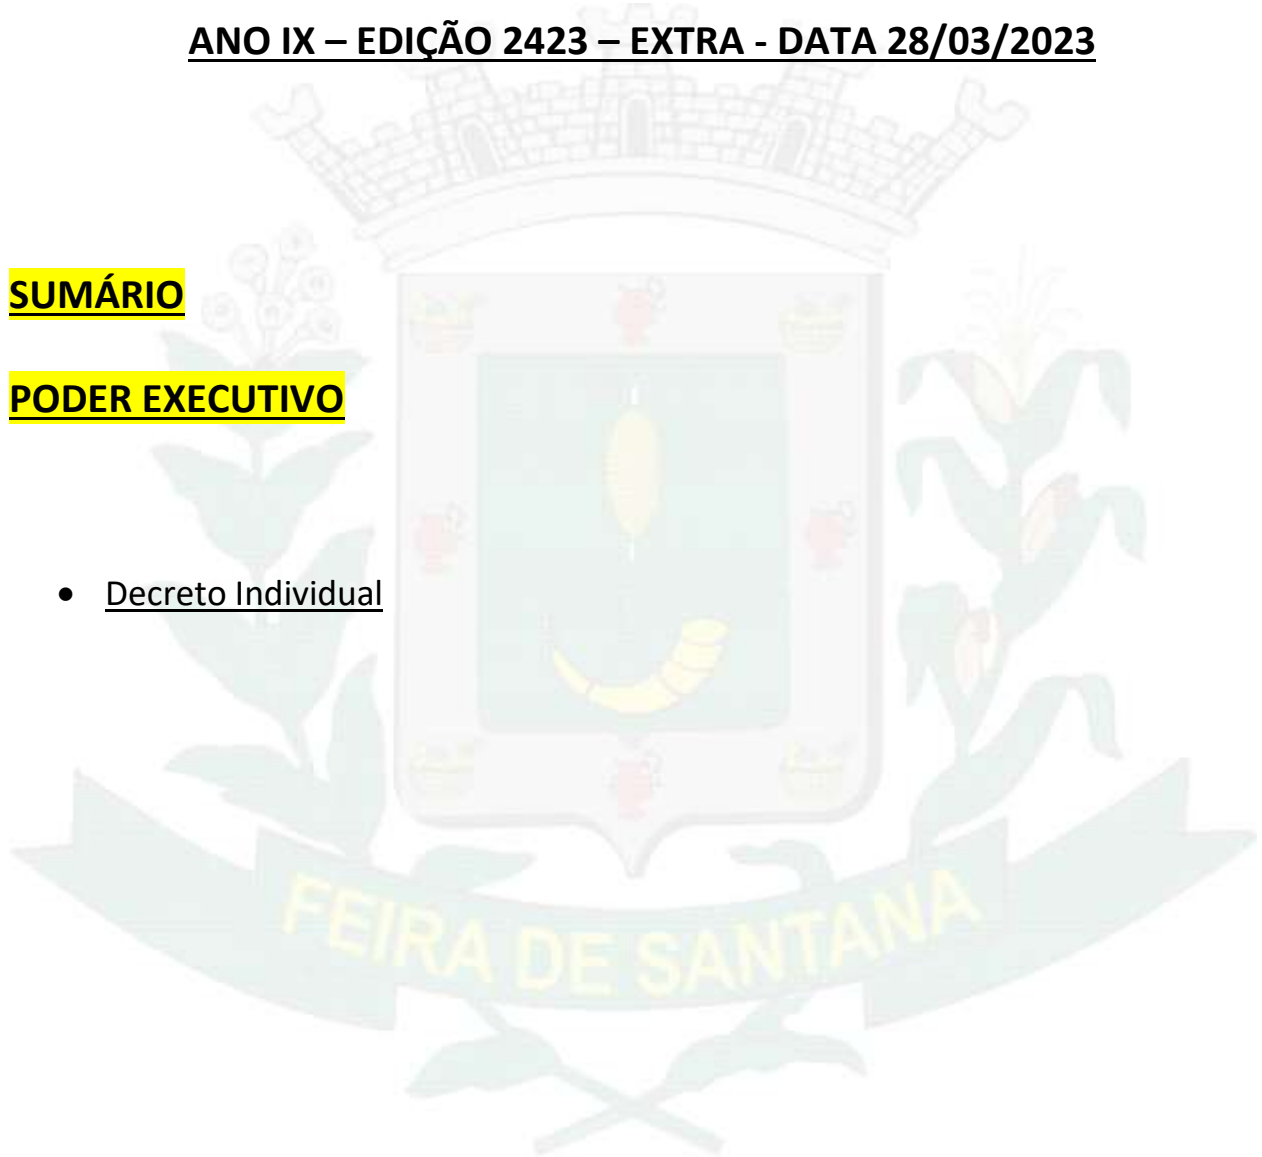 ANO IX – EDIÇÃO 2423 – EXTRA - DATA 28/03/2023
SUMÁRIO
PODER EXECUTIVO
• Decreto Individual
FEIRA DE SANTANA